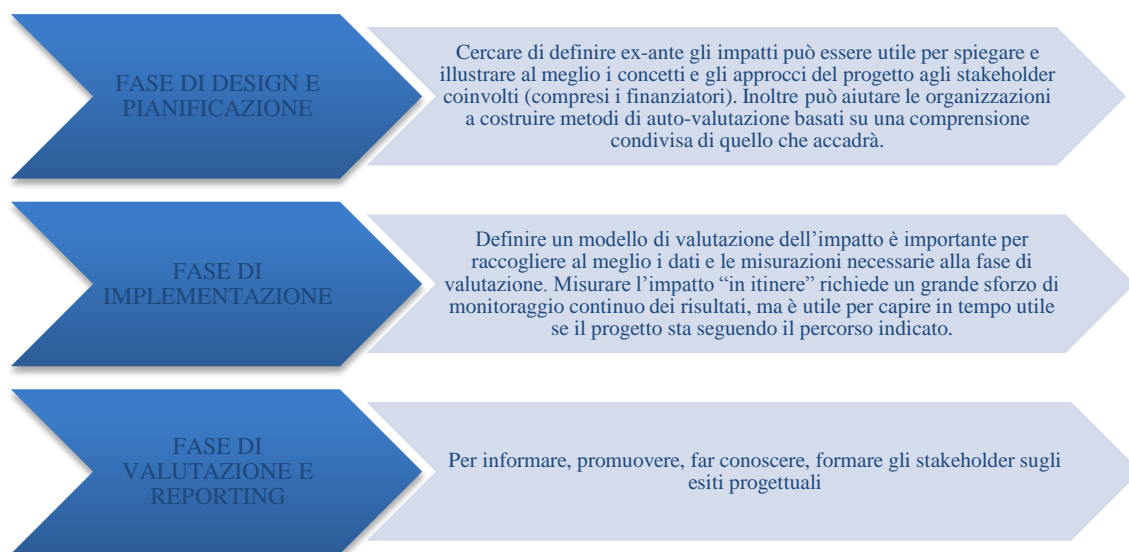 FASE DI DESIGN E
PIANIFICAZIONE
Cercare di definire ex-ante gli impatti può essere utile per spiegare e
illustrare al meglio i concetti e gli approcci del progetto agli stakeholder
coinvolti (compresi i finanziatori). Inoltre può aiutare le organizzazioni
a costruire metodi di auto-valutazione basati su una comprensione
condivisa di quello che accadrà.
FASE DI
IMPLEMENTAZIONE
Definire un modello di valutazione dell’impatto è importante per
raccogliere al meglio i dati e le misurazioni necessarie alla fase di
valutazione. Misurare l’impatto “in itinere” richiede un grande sforzo di
monitoraggio continuo dei risultati, ma è utile per capire in tempo utile
se il progetto sta seguendo il percorso indicato.
FASE DI
VALUTAZIONE E
REPORTING
Per informare, promuovere, far conoscere, formare gli stakeholder sugli
esiti progettuali